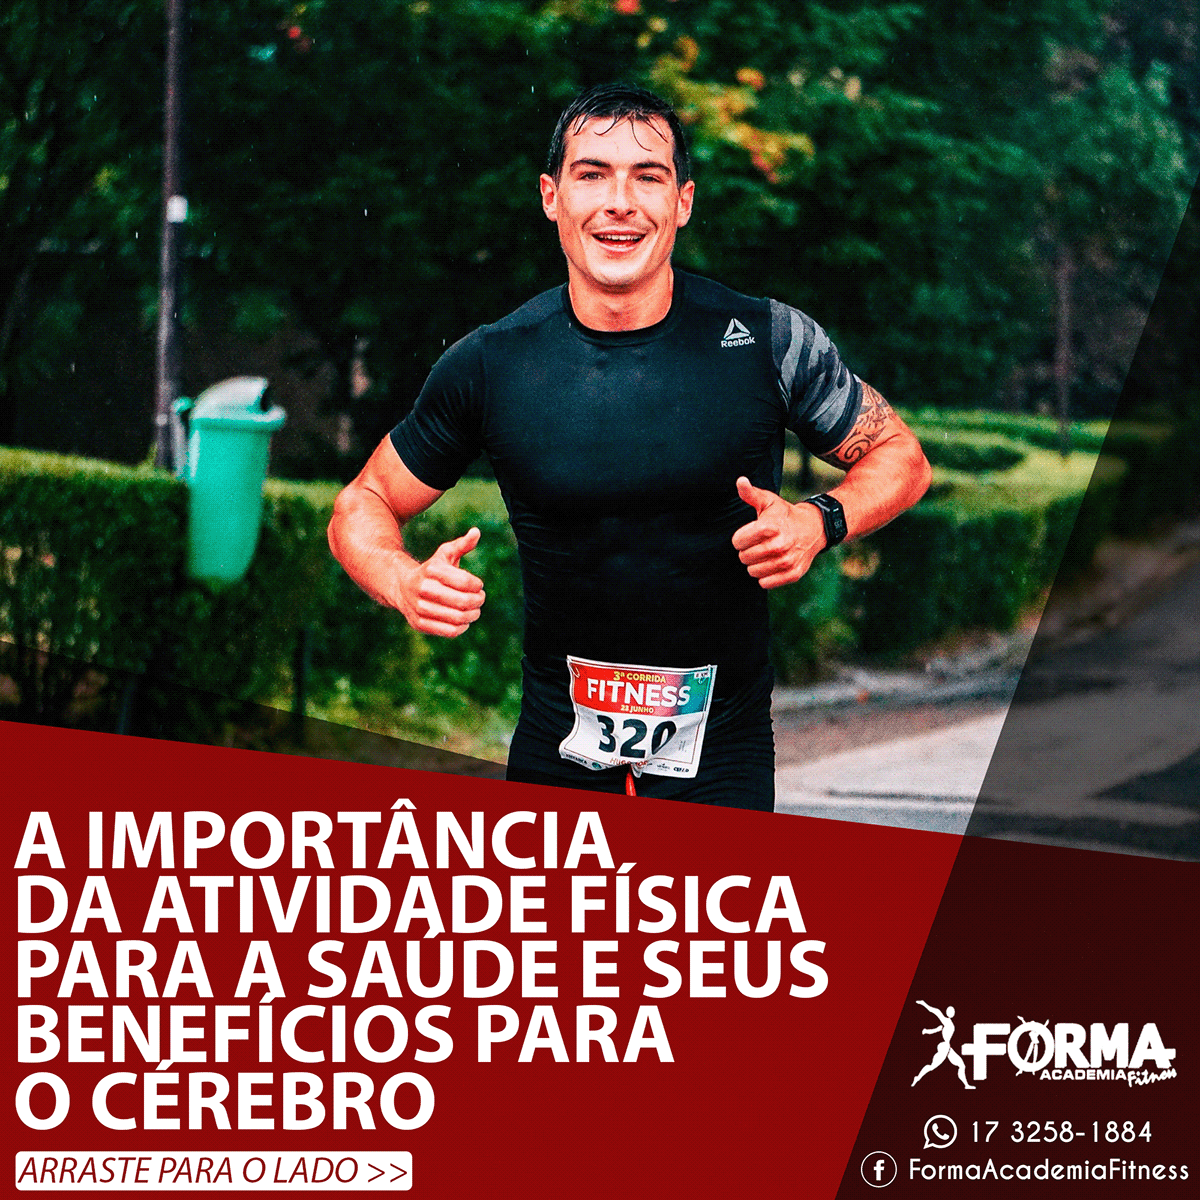 Reebok
3ª CORRIDA
FITNESS
23 JUNHO
320
A IMPORTÂNCIA
DA ATIVIDADE FÍSICA
PARA A SAÚDE E SEUS
BENEFÍCIOS PARA
O CÉREBRO
ARRASTE PARA O LADO >>
FORMA
ACADEMIA Fitness
17 3258-1884
f FormaAcademiaFitness